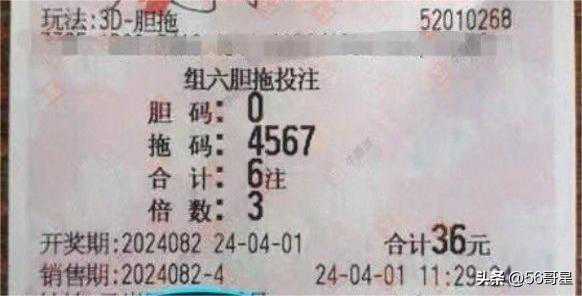 玩法:3D-胆拖 52010268
组六胆拖投注
胆 码: 0
拖 码: 4567
合 计: 6注
倍 数: 3
开奖期:2024082 24-04-01 合计36元
销售期:2024082-4 24-04-01 11:29
头条 @56哥星